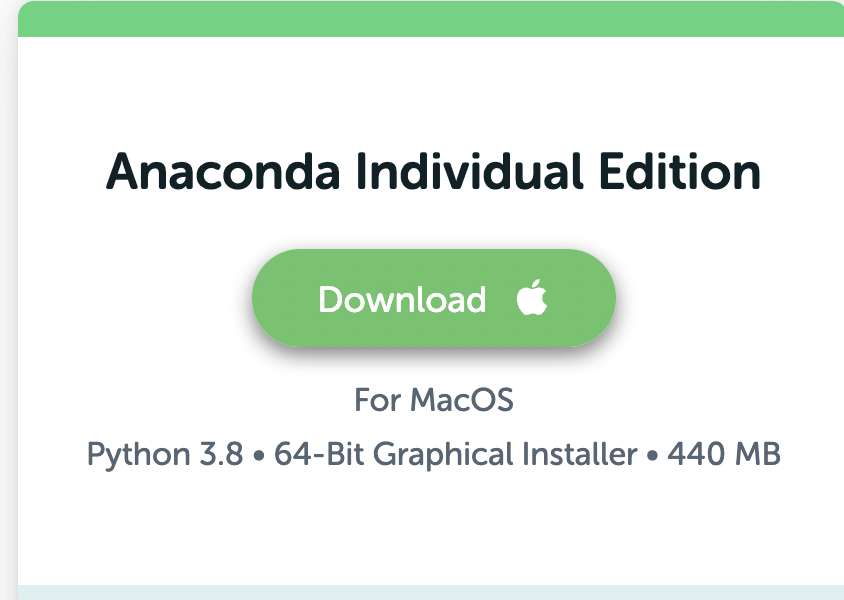 Anaconda Individual Edition
Download
For MacOS
Python 3.8 • 64-Bit Graphical Installer • 440 MB